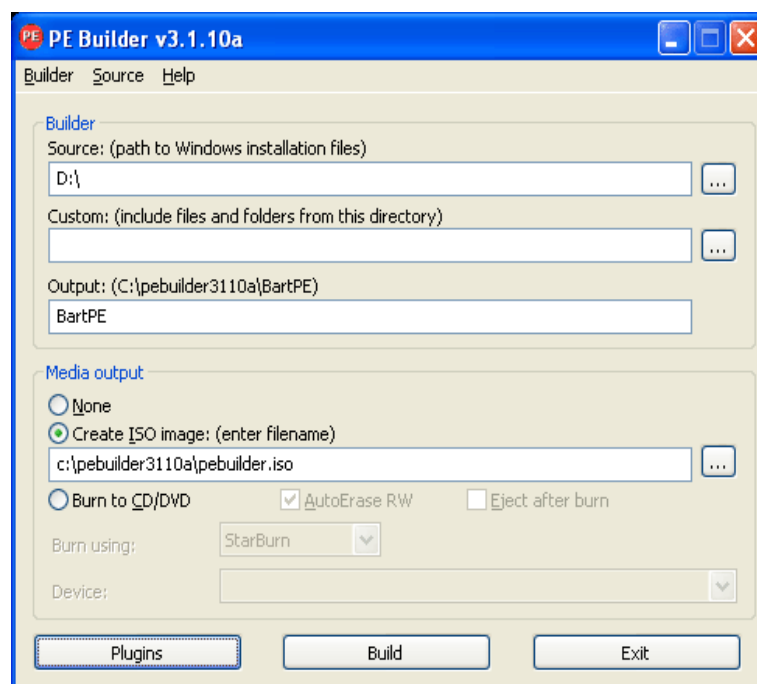 PE PE Builder v3.1.10a
Builder Source Help
Builder
Source: (path to Windows installation files)
D:\
...
Custom: (include files and folders from this directory)
...
Output: (C:\pebuilder3110a\BartPE)
BartPE
Media output
None
Create ISO image: (enter filename)
c:\pebuilder3110a\pebuilder.iso
...
Burn to CD/DVD AutoErase RW Eject after burn
Burn using: StarBurn
Device:
Plugins Build Exit